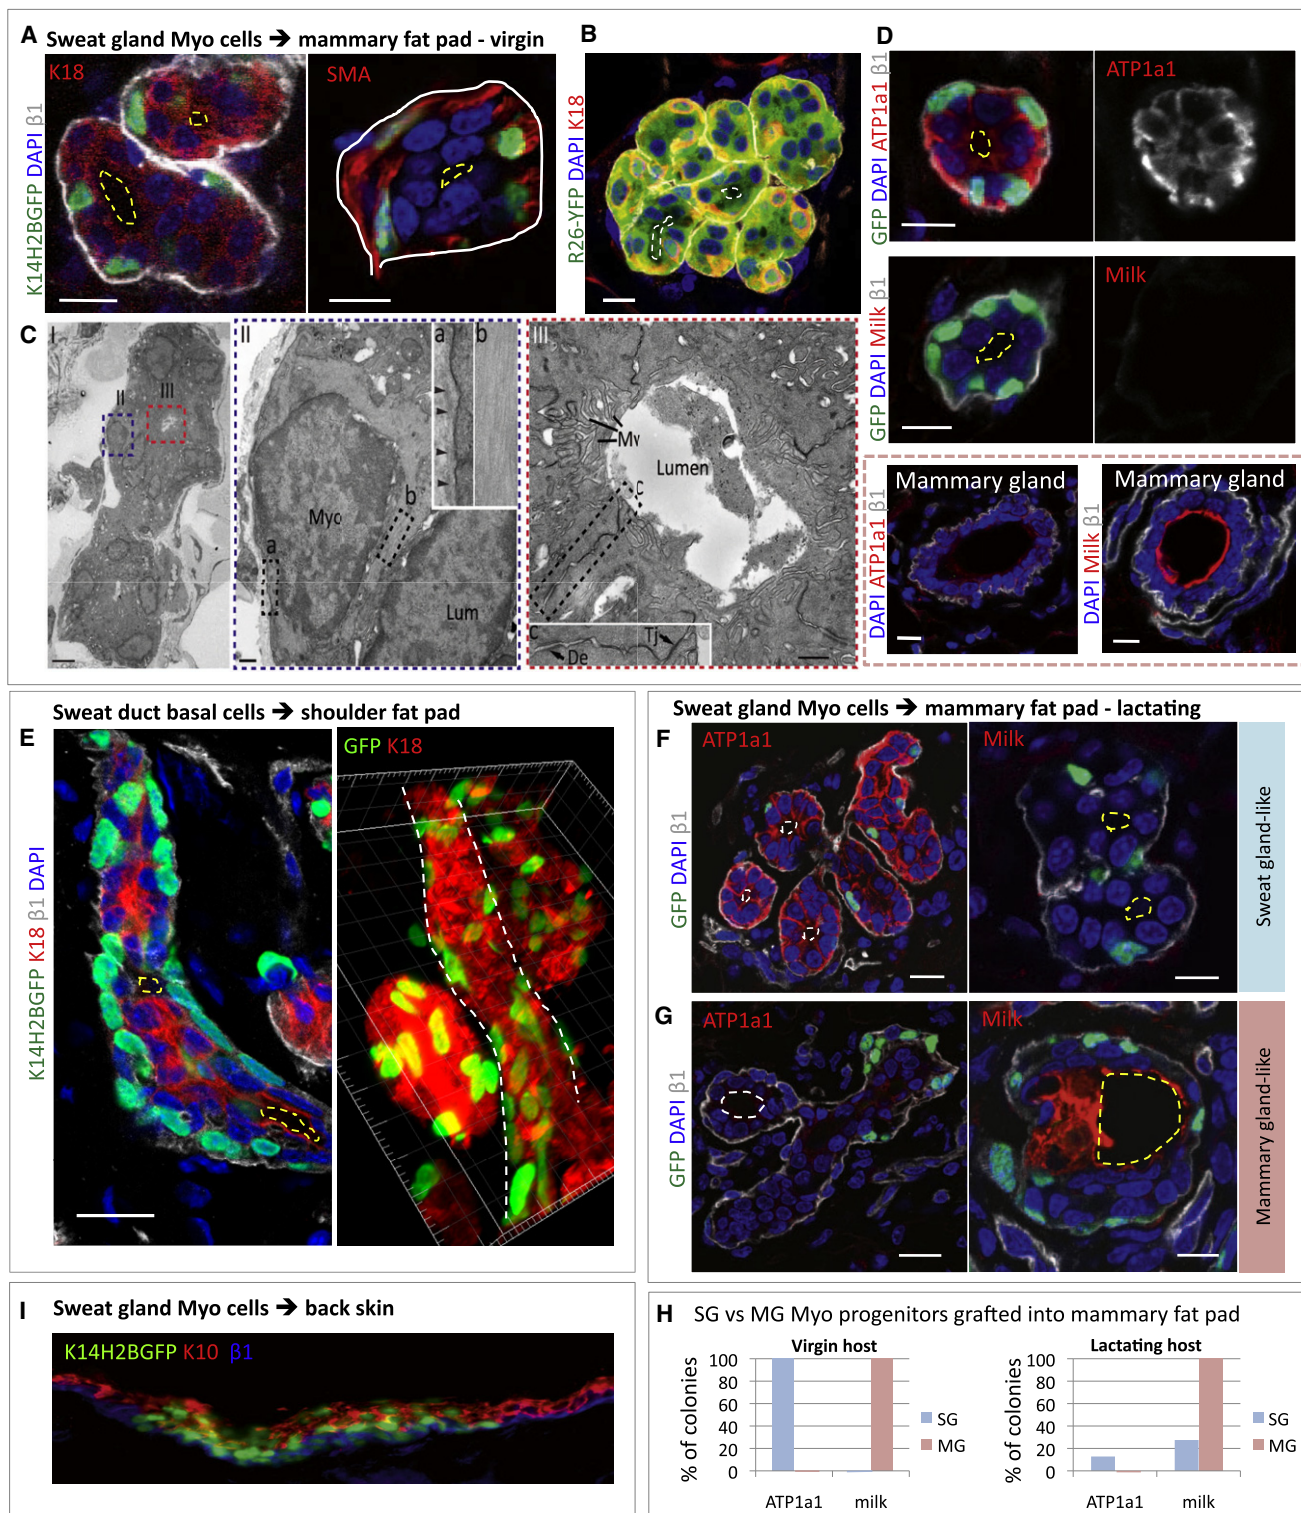 A Sweat gland Myo cells ➔ mammary fat pad - virgin
K14H2BGFP DAPI β1
K18
SMA
B
R26-YFP DAPI K18
C
I
II
III
II
Myo
a
b
Lum
a
b
III
Mv
Lumen
c
c
De
Tj
D
GFP DAPI ATP1a1 β1
ATP1a1
GFP DAPI Milk β1
Milk
DAPI ATP1a1 β1
Mammary gland
DAPI Milk β1
Mammary gland
Sweat duct basal cells ➔ shoulder fat pad
E
K14H2BGFP K18 β1 DAPI
GFP K18
Sweat gland Myo cells ➔ mammary fat pad - lactating
F
GFP DAPI β1
ATP1a1
Milk
Sweat gland-like
G
GFP DAPI β1
ATP1a1
Milk
Mammary gland-like
I Sweat gland Myo cells ➔ back skin
K14H2BGFP K10 β1
H SG vs MG Myo progenitors grafted into mammary fat pad
Virgin host
% of colonies
100
80
60
40
20
0
ATP1a1 milk
SG
MG
Lactating host
% of colonies
100
80
60
40
20
0
ATP1a1 milk
SG
MG